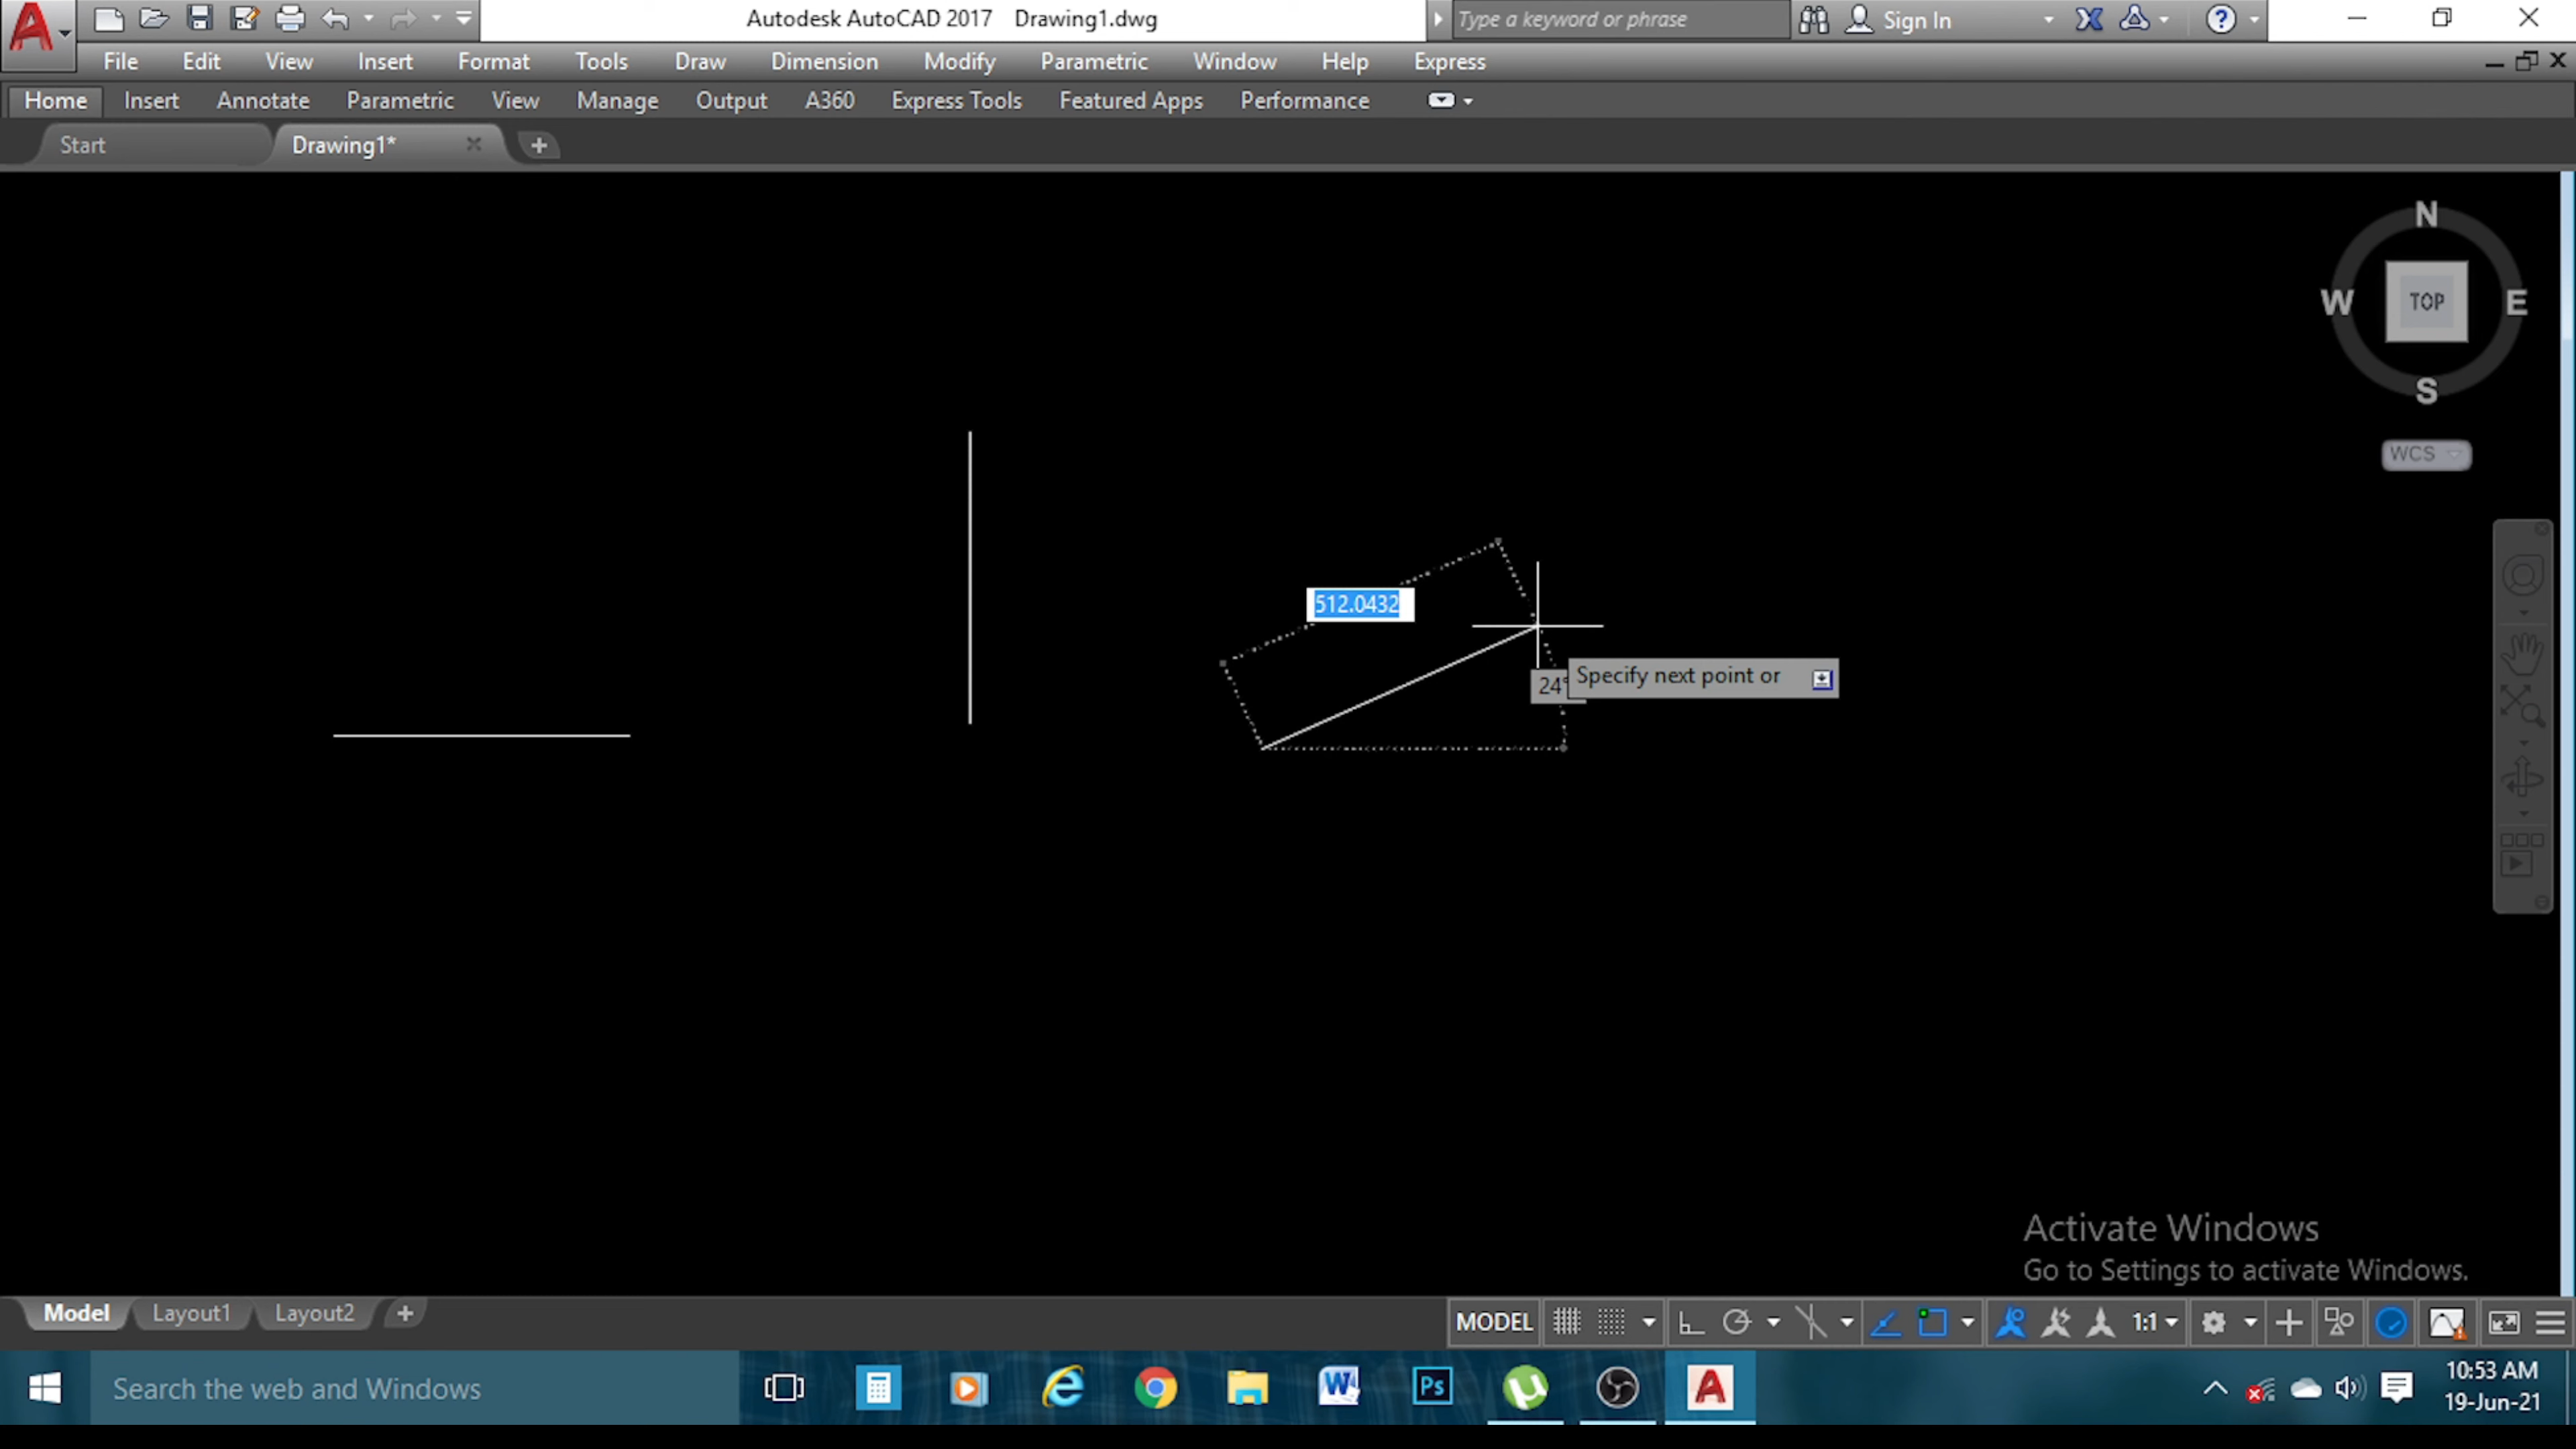 Autodesk AutoCAD 2017 Drawing1.dwg
Type a keyword or phrase
Sign In
File Edit View Insert Format Tools Draw Dimension Modify Parametric Window Help Express
Home Insert Annotate Parametric View Manage Output A360 Express Tools Featured Apps Performance
Start Drawing1*
N
W TOP E
S
WCS
512.0432
Specify next point or
24°
Activate Windows
Go to Settings to activate Windows.
Model Layout1 Layout2
MODEL 1:1
Search the web and Windows
Ps
10:53 AM
19-Jun-21